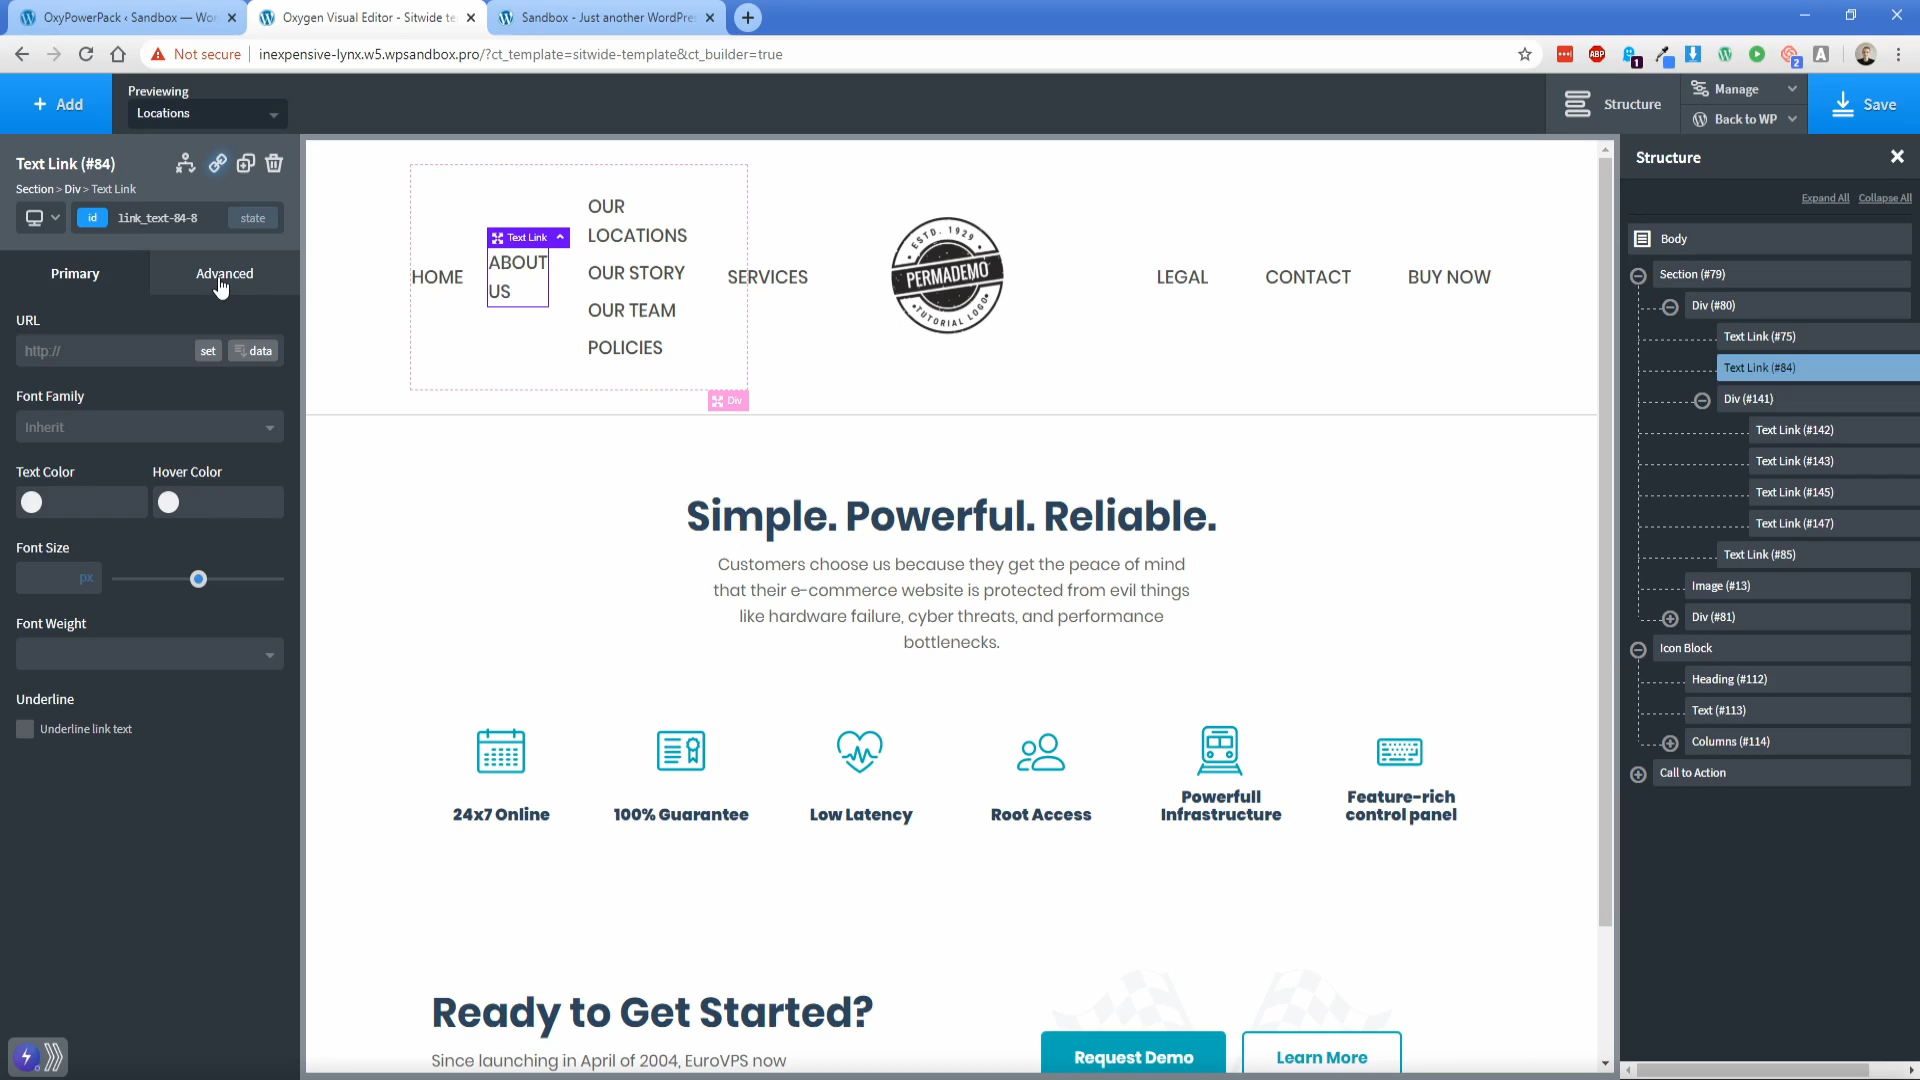 OxyPowerPack ‹ Sandbox — Wo
Oxygen Visual Editor - Sitwide te
Sandbox - Just another WordPre
Not secure
inexpensive-lynx.w5.wpsandbox.pro/?ct_template=sitwide-template&ct_builder=true
ABP
1
2
A
+ Add
Previewing
Locations
Structure
Manage
Back to WP
Save
Text Link (#84)
Section > Div > Text Link
id
link_text-84-8
state
Primary
Advanced
URL
http://
set
data
Font Family
Inherit
Text Color
Hover Color
Font Size
px
Font Weight
Underline
Underline link text
HOME
Text Link
ABOUT
US
OUR
LOCATIONS
OUR STORY
OUR TEAM
POLICIES
Div
SERVICES
ESTD. 1929
PERMADEMO
TUTORIAL LOGO
LEGAL
CONTACT
BUY NOW
Simple. Powerful. Reliable.
Customers choose us because they get the peace of mind
that their e-commerce website is protected from evil things
like hardware failure, cyber threats, and performance
bottlenecks.
24x7 Online
100% Guarantee
Low Latency
Root Access
Powerfull
Infrastructure
Feature-rich
control panel
Ready to Get Started?
Since launching in April of 2004, EuroVPS now
Request Demo
Learn More
Structure
Expand All
Collapse All
Body
Section (#79)
Div (#80)
Text Link (#75)
Text Link (#84)
Div (#141)
Text Link (#142)
Text Link (#143)
Text Link (#145)
Text Link (#147)
Text Link (#85)
Image (#13)
Div (#81)
Icon Block
Heading (#112)
Text (#113)
Columns (#114)
Call to Action